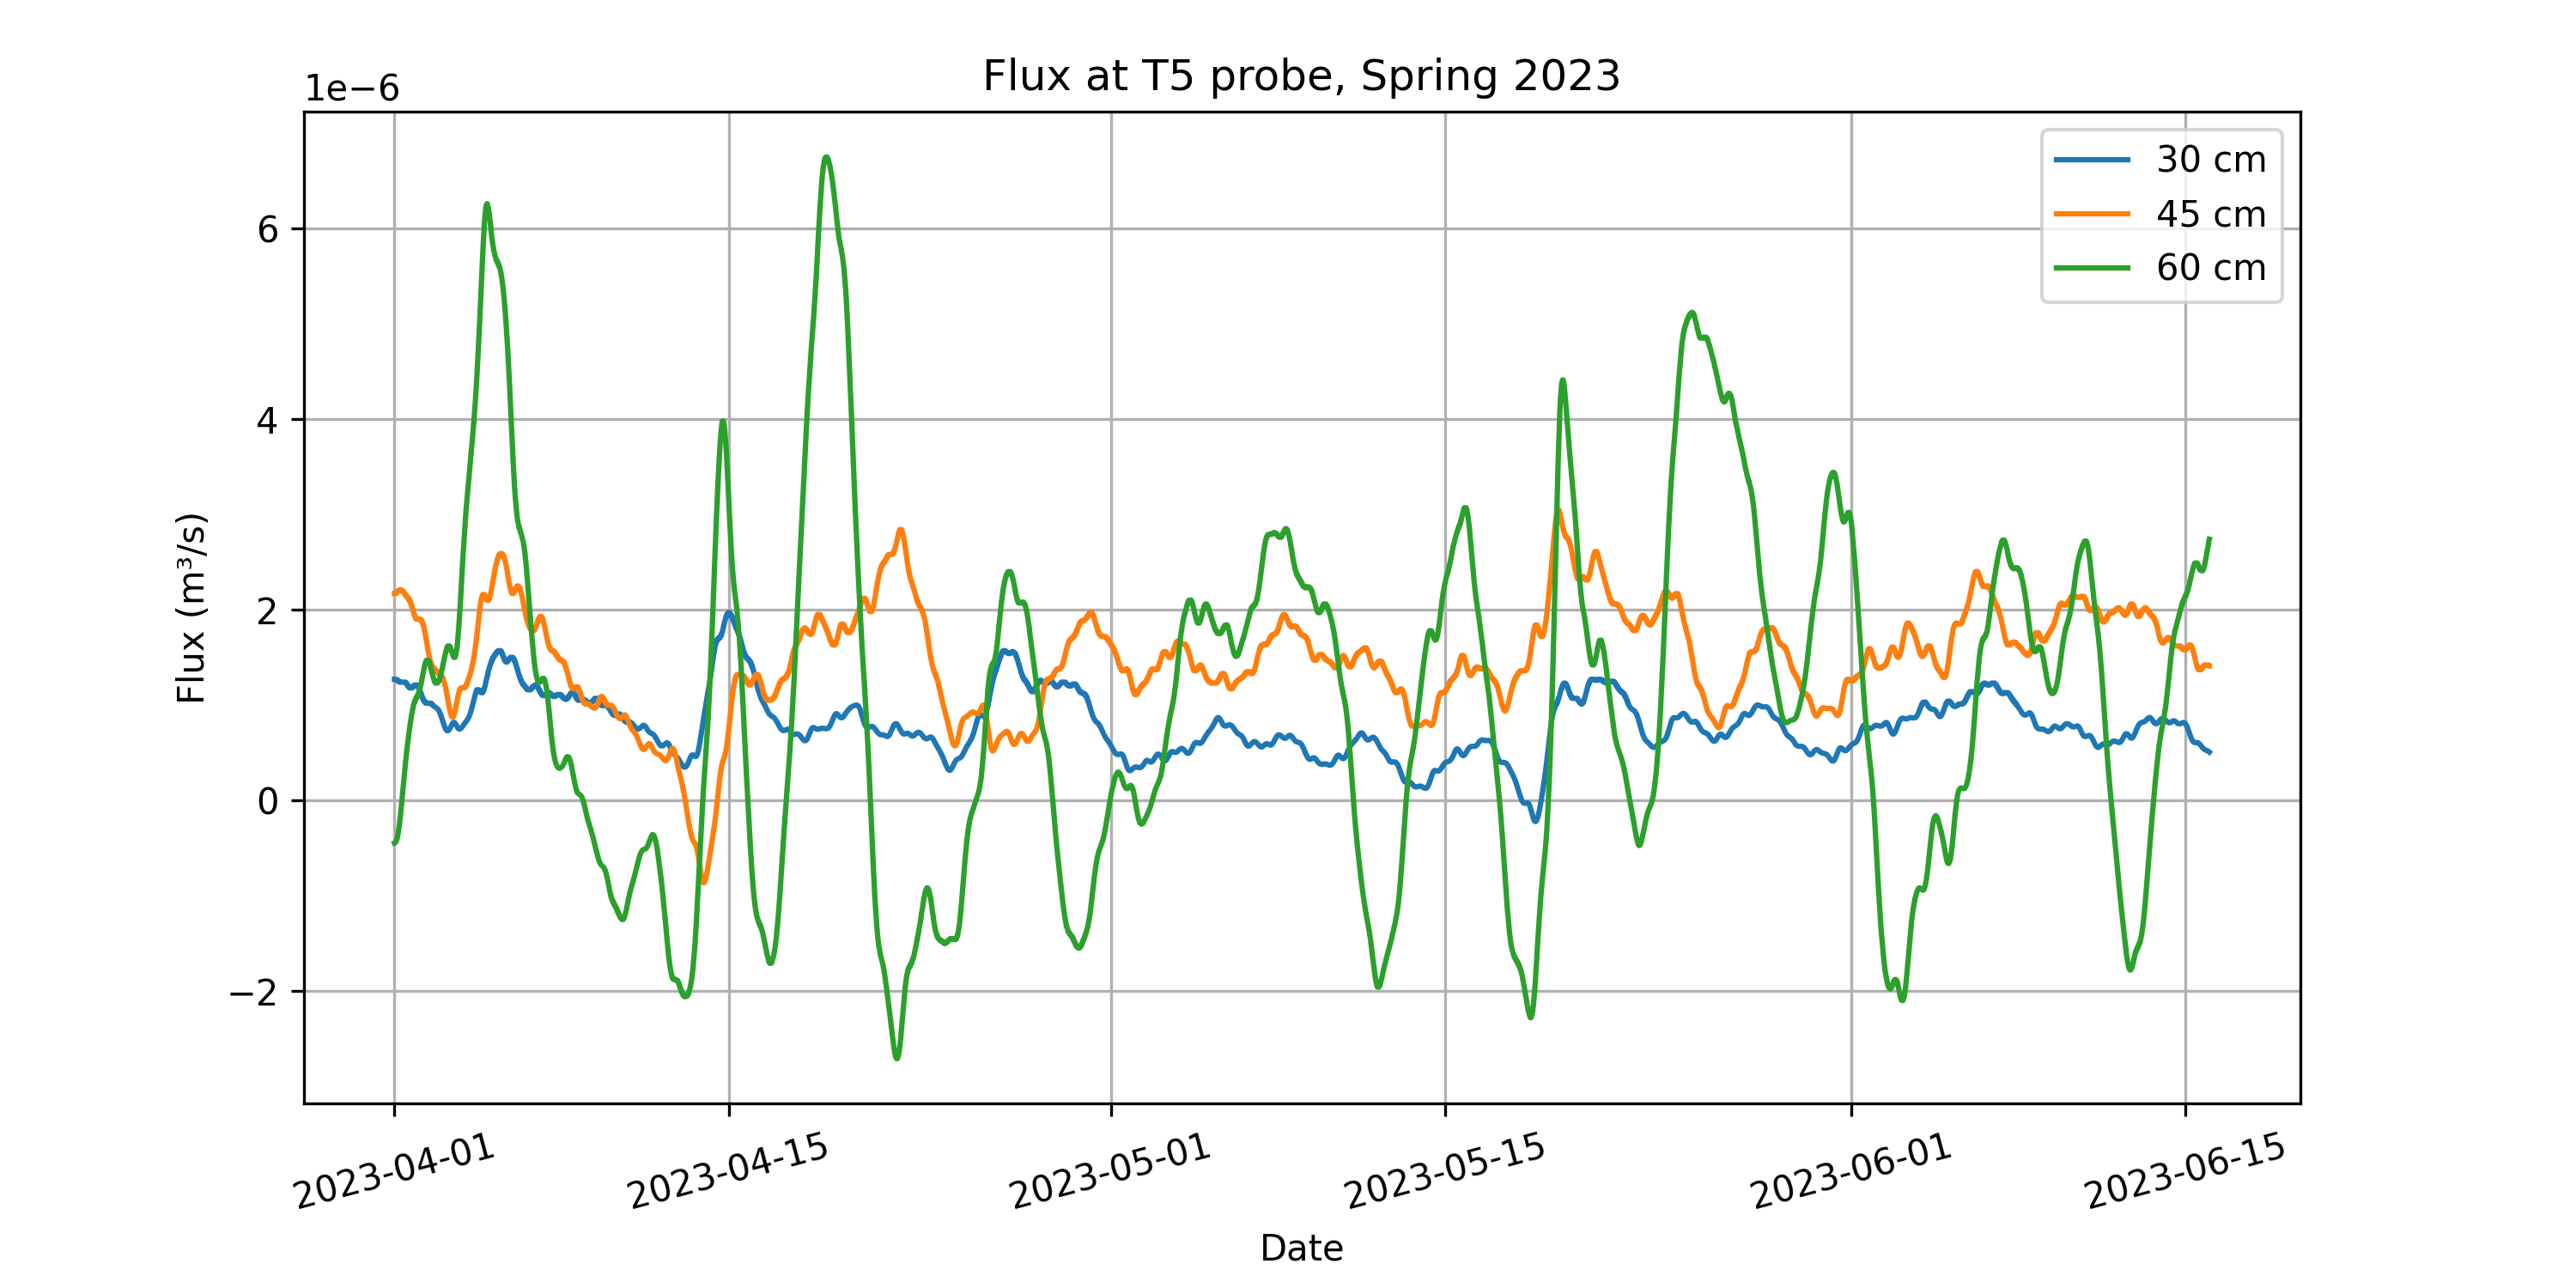 Flux at T5 probe, Spring 2023
1e−6
30 cm
45 cm
60 cm
6
4
2
0
−2
Flux (m³/s)
2023-04-01
2023-04-15
2023-05-01
2023-05-15
2023-06-01
2023-06-15
Date